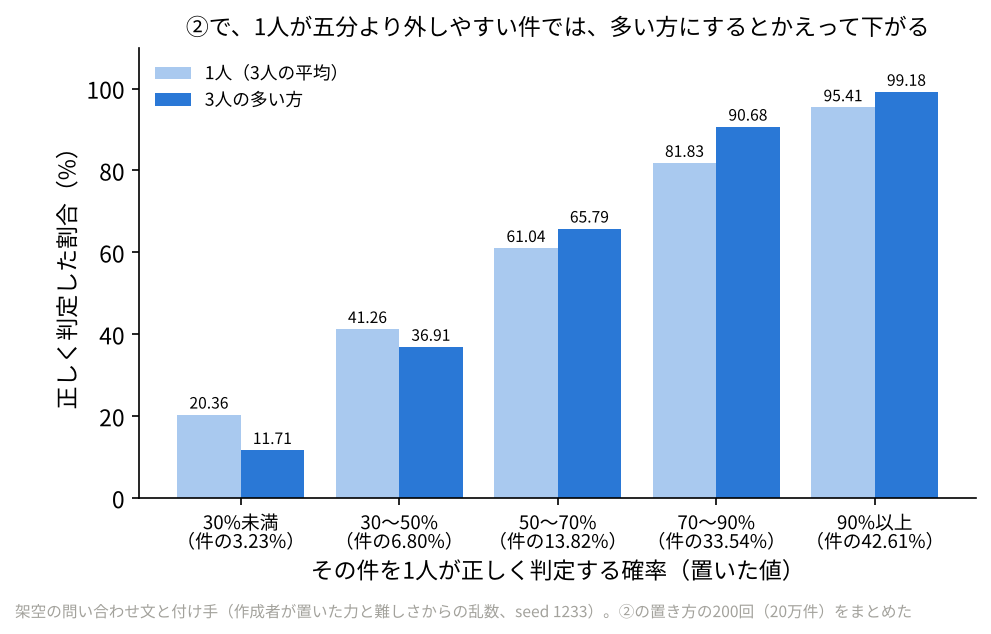 ②で、1人が五分より外しやすい件では、多い方にするとかえって下がる
1人（3人の平均）
3人の多い方
正しく判定した割合（%）
100
80
60
40
20
0
20.36
11.71
41.26
36.91
61.04
65.79
81.83
90.68
95.41
99.18
30%未満
（件の3.23%）
30〜50%
（件の6.80%）
50〜70%
（件の13.82%）
70〜90%
（件の33.54%）
90%以上
（件の42.61%）
その件を1人が正しく判定する確率（置いた値）
架空の問い合わせ文と付け手（作成者が置いた力と難しさからの乱数、seed 1233）。②の置き方の200回（20万件）をまとめた